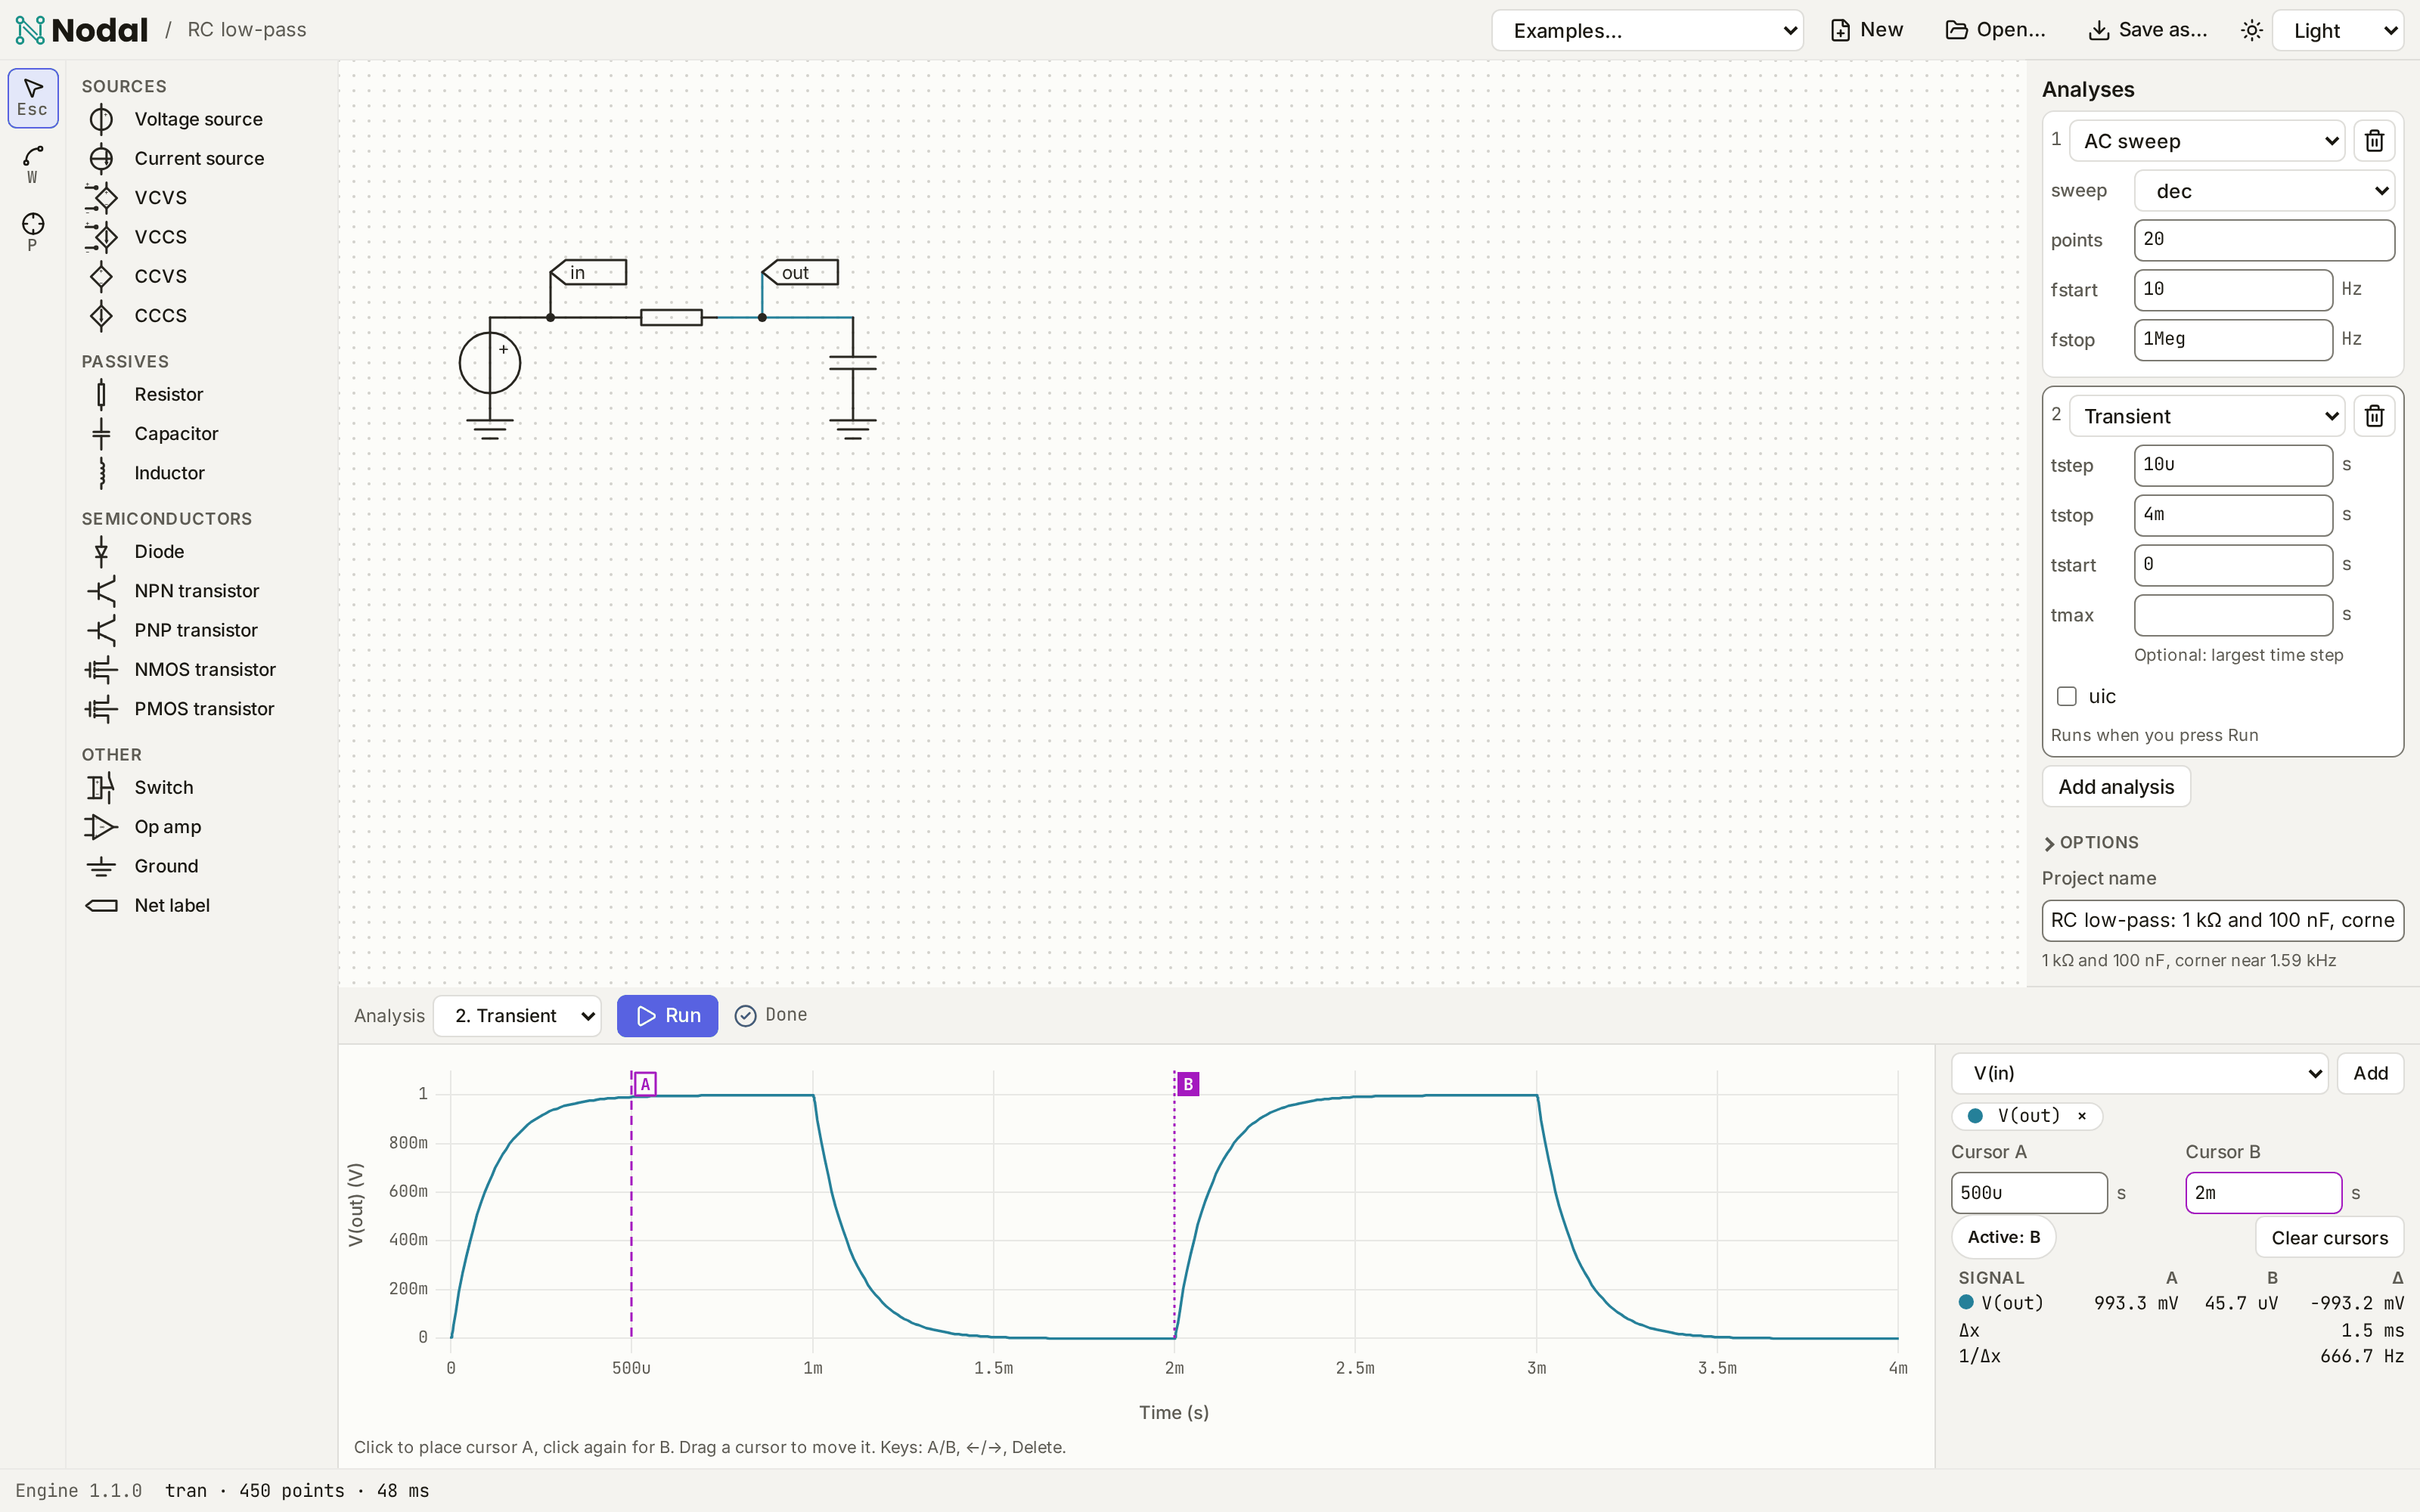 Nodal / RC low-pass
Examples... New Open... Save as... Light
Esc
W
P
SOURCES
Voltage source
Current source
VCVS
VCCS
CCVS
CCCS
PASSIVES
Resistor
Capacitor
Inductor
SEMICONDUCTORS
Diode
NPN transistor
PNP transistor
NMOS transistor
PMOS transistor
OTHER
Switch
Op amp
Ground
Net label
in
out
+
Analyses
1 AC sweep
sweep dec
points 20
fstart 10 Hz
fstop 1Meg Hz
2 Transient
tstep 10u s
tstop 4m s
tstart 0 s
tmax s
Optional: largest time step
uic
Runs when you press Run
Add analysis
OPTIONS
Project name
RC low-pass: 1 kΩ and 100 nF, corne
1 kΩ and 100 nF, corner near 1.59 kHz
Analysis 2. Transient Run Done
V(out) (V)
1
800m
600m
400m
200m
0
A
B
0 500u 1m 1.5m 2m 2.5m 3m 3.5m 4m
Time (s)
Click to place cursor A, click again for B. Drag a cursor to move it. Keys: A/B, ←/→, Delete.
V(in) Add
V(out) ×
Cursor A Cursor B
500u s 2m s
Active: B Clear cursors
SIGNAL A B Δ
V(out) 993.3 mV 45.7 uV -993.2 mV
Δx 1.5 ms
1/Δx 666.7 Hz
Engine 1.1.0 tran · 450 points · 48 ms